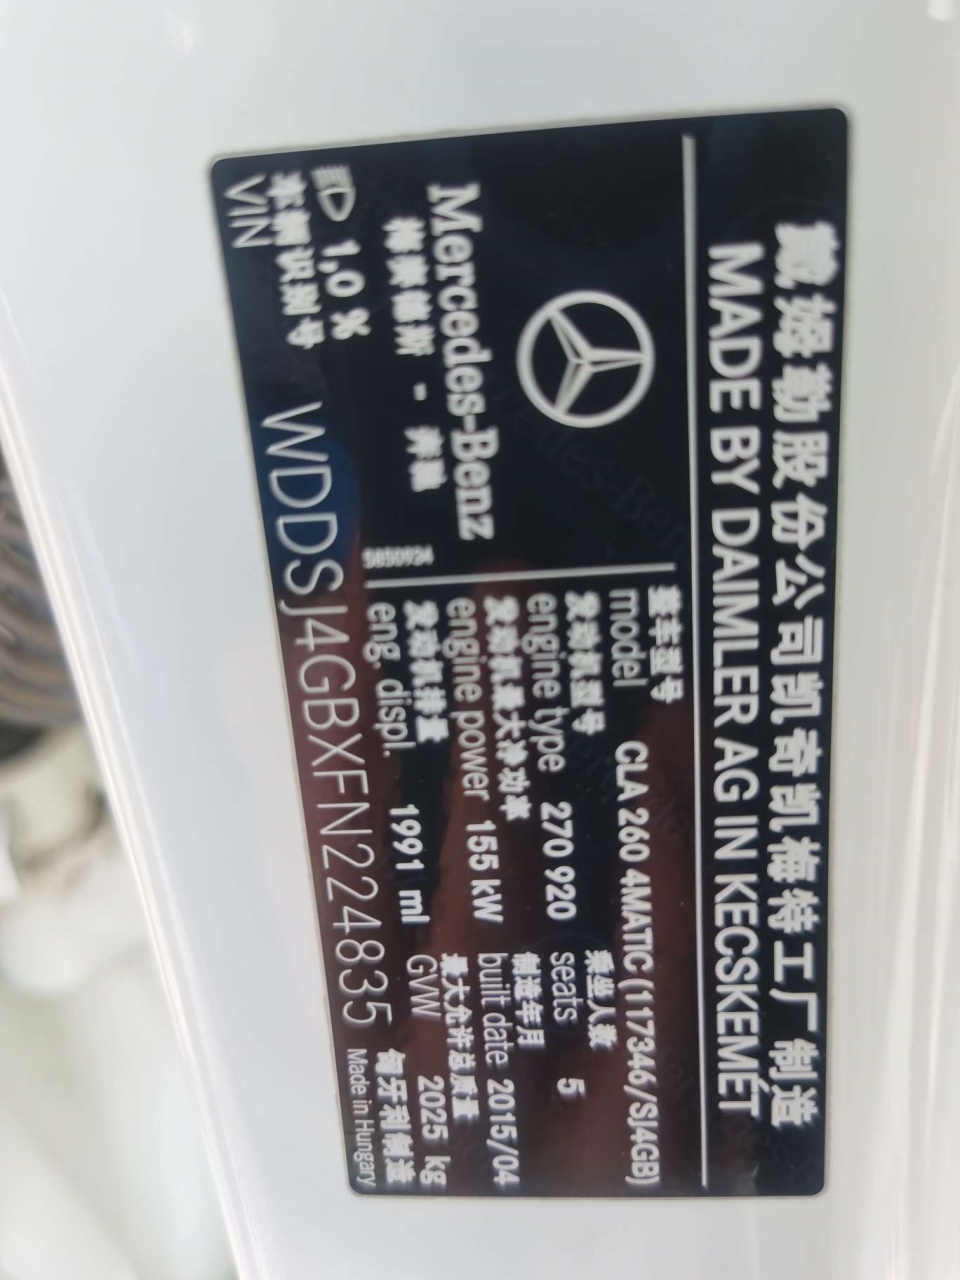 戴姆勒股份公司凯奇凯梅特工厂制造
MADE BY DAIMLER AG IN KECSKEMÉT
Mercedes-Benz
梅赛德斯 - 奔驰
5850934
整车型号
model CLA 260 4MATIC (117346/SJ4GB)
发动机型号
engine type 270 920
乘坐人数
seats 5
发动机最大净功率
engine power 155 kW
制造年月
built date 2015/04
发动机排量
eng. displ. 1991 ml
最大允许总质量
GVW 2025 kg
1,0 %
车辆识别号
VIN WDDSJ4GBXFN224835
匈牙利制造
Made in Hungary